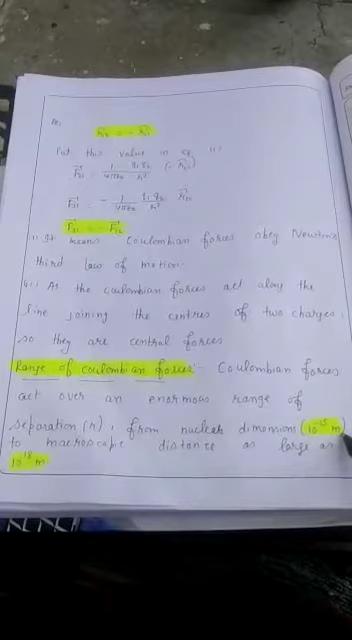 As,
r̂₁₂ = - r̂₂₁
Put this value in eq. (i)
F⃗₂₁ = 1/4πε₀ q₁q₂/r² (- r̂₁₂)
F⃗₂₁ = - 1/4πε₀ q₁q₂/r² r̂₁₂
F⃗₂₁ = - F⃗₁₂
It means Coulombian forces obey Newton's
third law of motion.
As the coulombian forces act along the
line joining the centres of two charges,
so they are central forces
Range of coulombian forces:- Coulombian forces
act over an enormous range of
separation (r), from nuclear dimensions (10⁻¹⁵ m)
to macroscopic distance as large as
10¹⁸ m